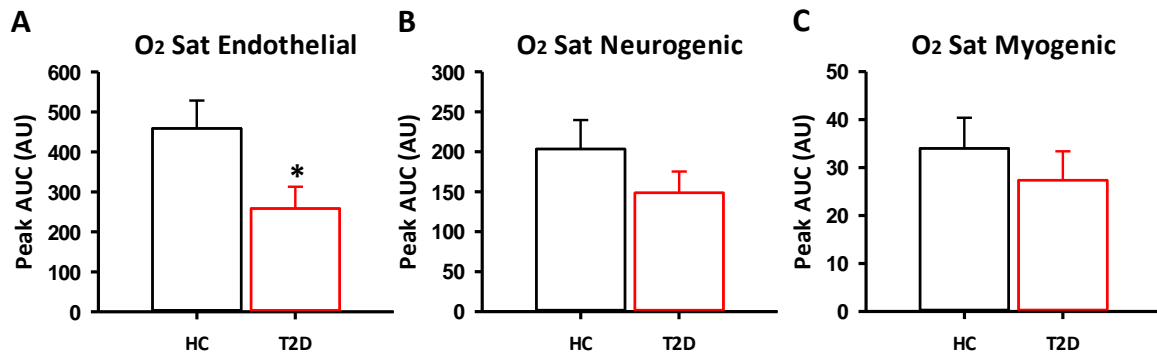 A
O₂ Sat Endothelial
Peak AUC (AU)
600
500
400
300
200
100
0
*
HC T2D
B
O₂ Sat Neurogenic
Peak AUC (AU)
300
250
200
150
100
50
0
HC T2D
C
O₂ Sat Myogenic
Peak AUC (AU)
50
40
30
20
10
0
HC T2D